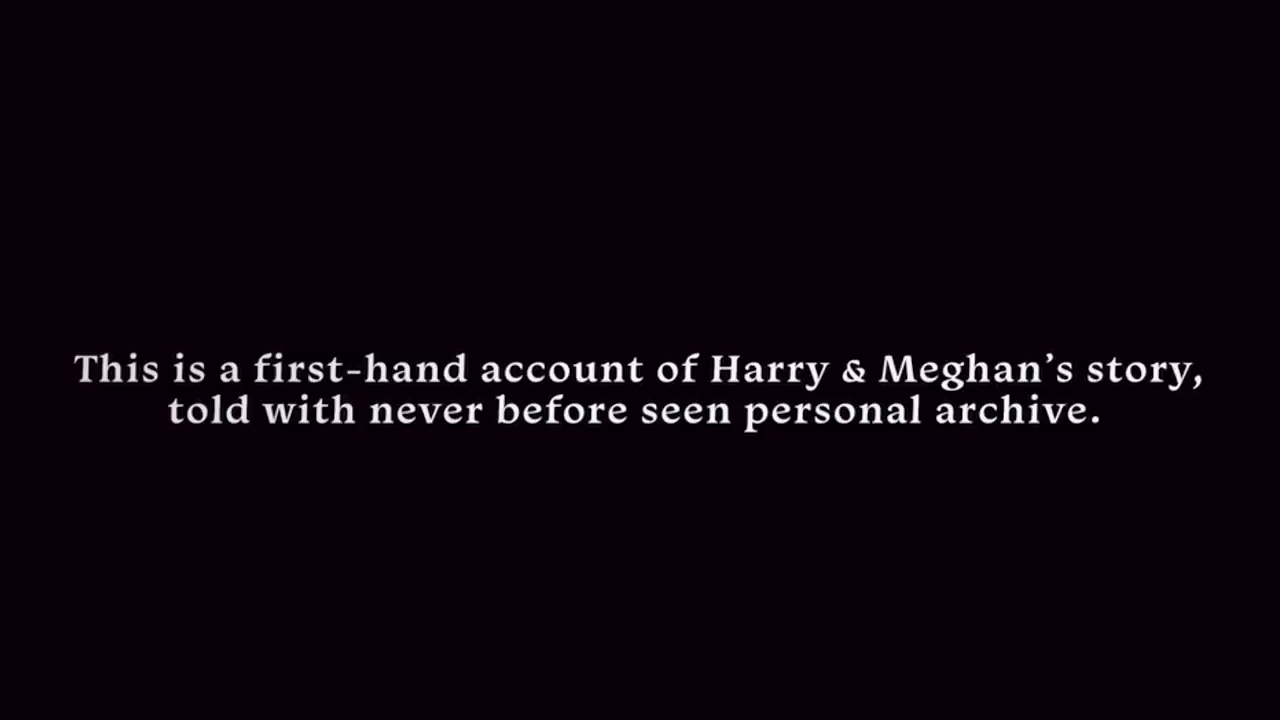 This is a first-hand account of Harry & Meghan’s story,
told with never before seen personal archive.